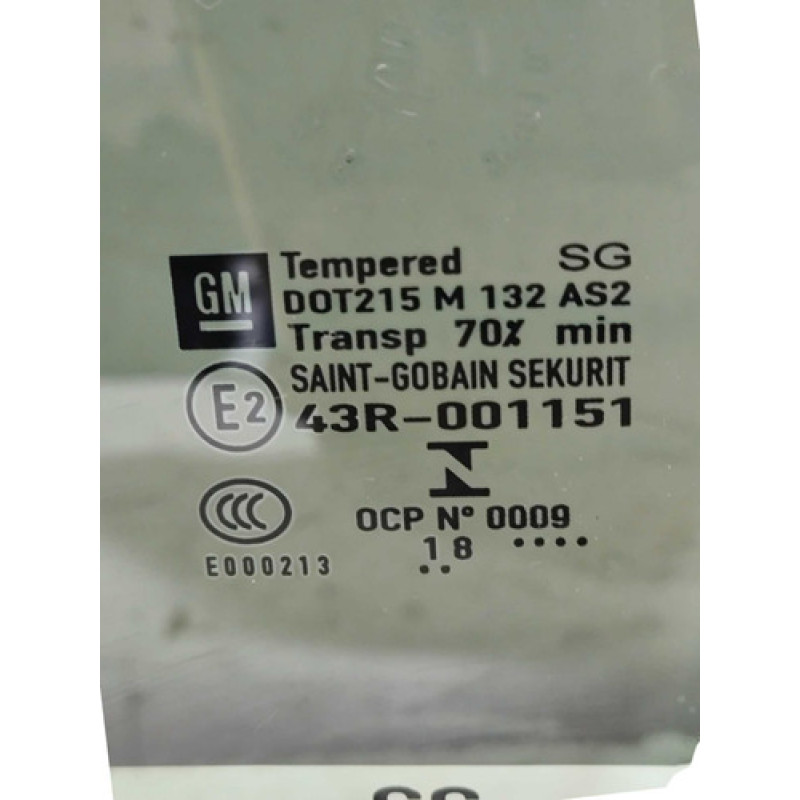 GM
Tempered SG
DOT215 M 132 AS2
Transp 70% min
SAINT-GOBAIN SEKURIT
E2
43R-001151
CCC
OCP Nº 0009
E000213
18